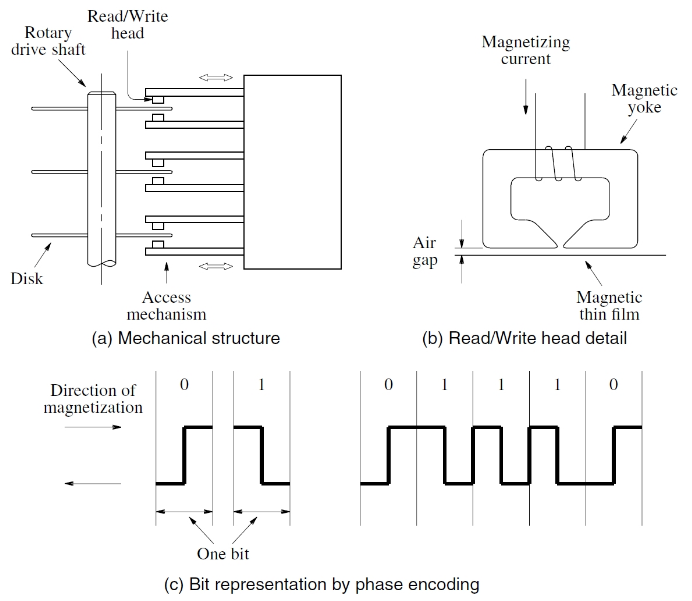 Read/Write
head
Rotary
drive shaft
Disk
Access
mechanism
(a) Mechanical structure
Magnetizing
current
Magnetic
yoke
Air
gap
Magnetic
thin film
(b) Read/Write head detail
Direction of
magnetization
0 1
0 1 1 1 0
One bit
(c) Bit representation by phase encoding